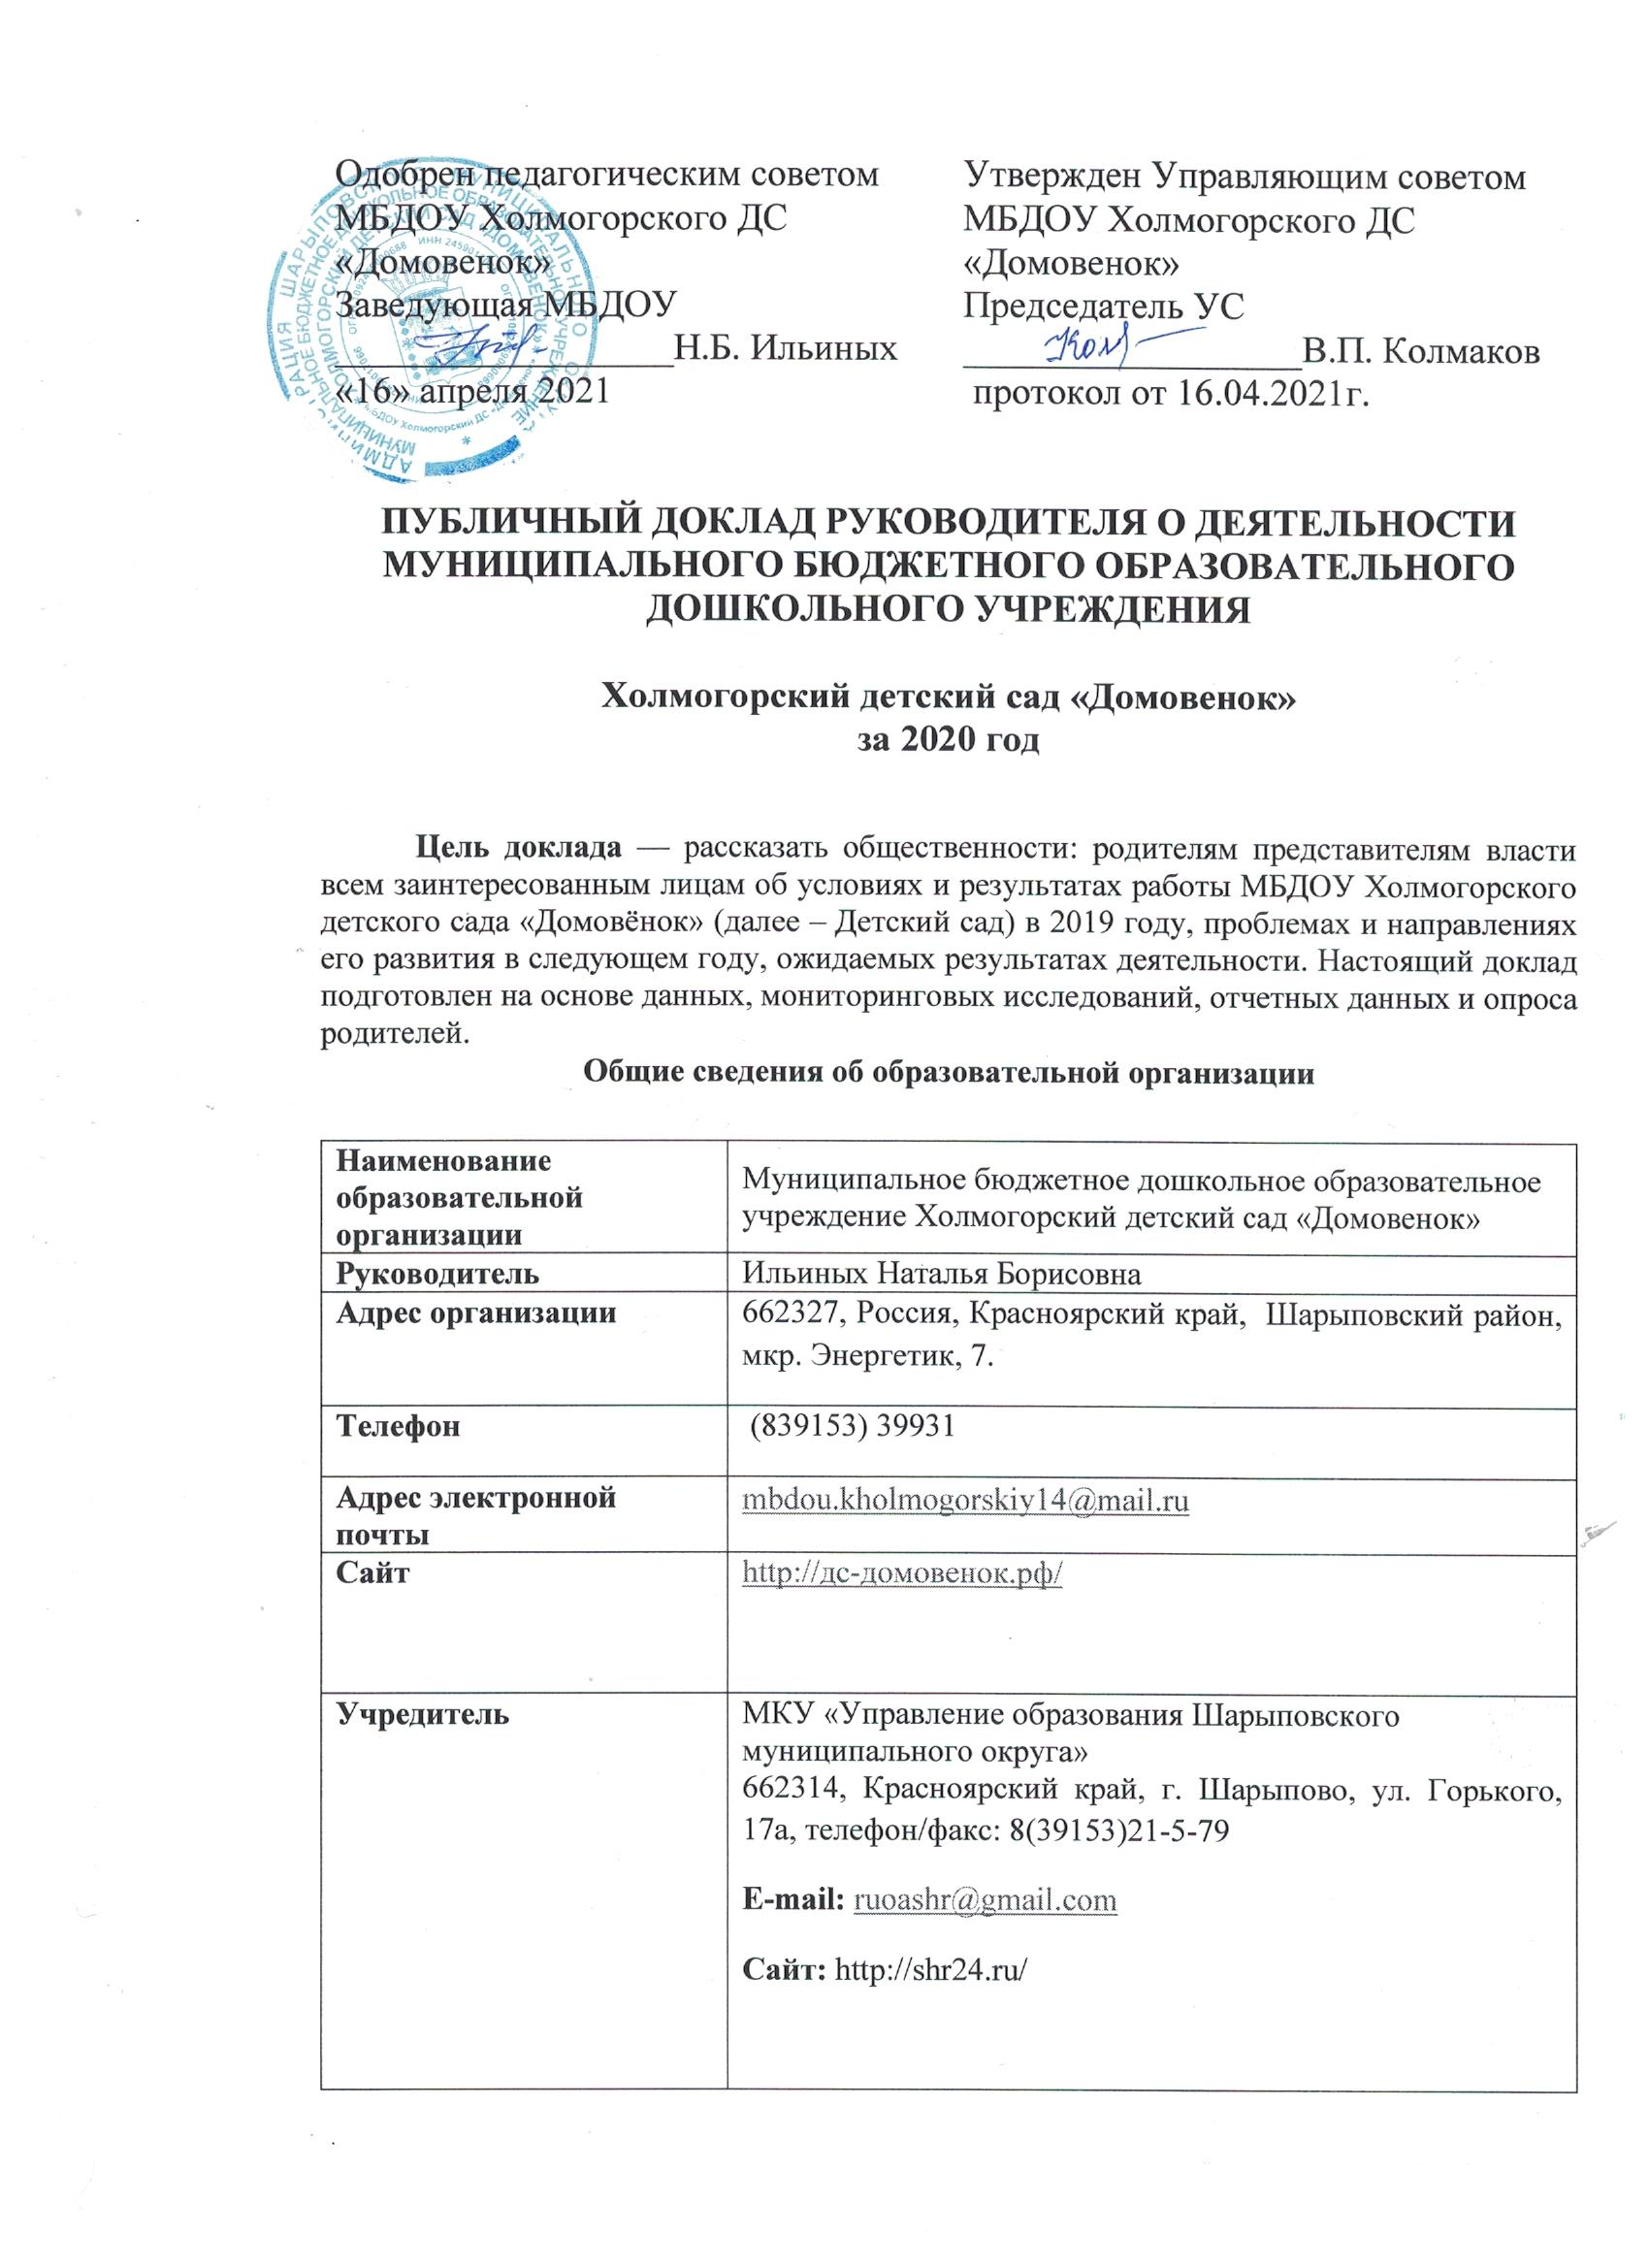 Одобрен педагогическим советом
МБДОУ Холмогорского ДС
«Домовенок»
Заведующая МБДОУ
Н.Б. Ильиных
«16» апреля 2021
Утвержден Управляющим советом
МБДОУ Холмогорского ДС
«Домовенок»
Председатель УС
В.П. Колмаков
протокол от 16.04.2021г.
ПУБЛИЧНЫЙ ДОКЛАД РУКОВОДИТЕЛЯ О ДЕЯТЕЛЬНОСТИ
МУНИЦИПАЛЬНОГО БЮДЖЕТНОГО ОБРАЗОВАТЕЛЬНОГО
ДОШКОЛЬНОГО УЧРЕЖДЕНИЯ
Холмогорский детский сад «Домовенок»
за 2020 год
Цель доклада — рассказать общественности: родителям представителям власти
всем заинтересованным лицам об условиях и результатах работы МБДОУ Холмогорского
детского сада «Домовёнок» (далее – Детский сад) в 2019 году, проблемах и направлениях
его развития в следующем году, ожидаемых результатах деятельности. Настоящий доклад
подготовлен на основе данных, мониторинговых исследований, отчетных данных и опроса
родителей.
Общие сведения об образовательной организации
Наименование
образовательной
организации
Муниципальное бюджетное дошкольное образовательное
учреждение Холмогорский детский сад «Домовенок»
Руководитель
Ильиных Наталья Борисовна
Адрес организации
662327, Россия, Красноярский край, Шарыповский район,
мкр. Энергетик, 7.
Телефон
(839153) 39931
Адрес электронной
почты
mbdou.kholmogorskiy14@mail.ru
Сайт
http://дс-домовенок.рф/
Учредитель
МКУ «Управление образования Шарыповского
муниципального округа»
662314, Красноярский край, г. Шарыпово, ул. Горького,
17а, телефон/факс: 8(39153)21-5-79
E-mail: ruoashr@gmail.com
Сайт: http://shr24.ru/